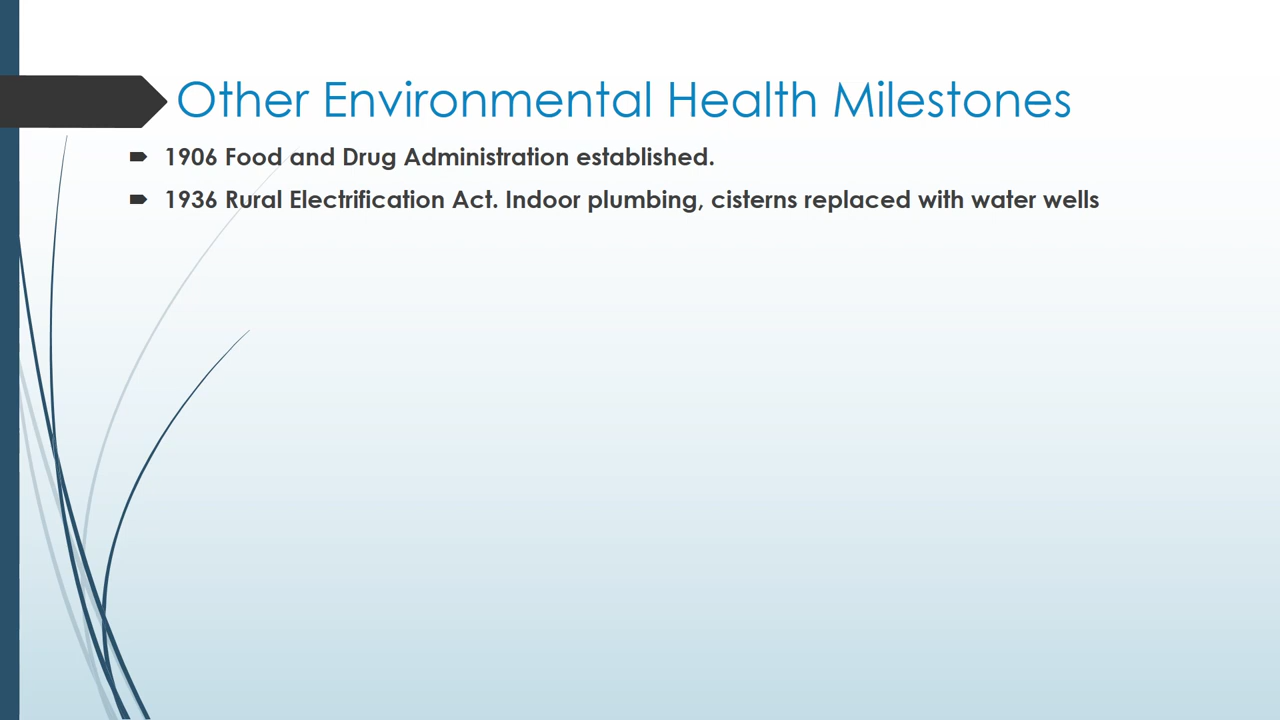 Other Environmental Health Milestones
1906 Food and Drug Administration established.
1936 Rural Electrification Act. Indoor plumbing, cisterns replaced with water wells